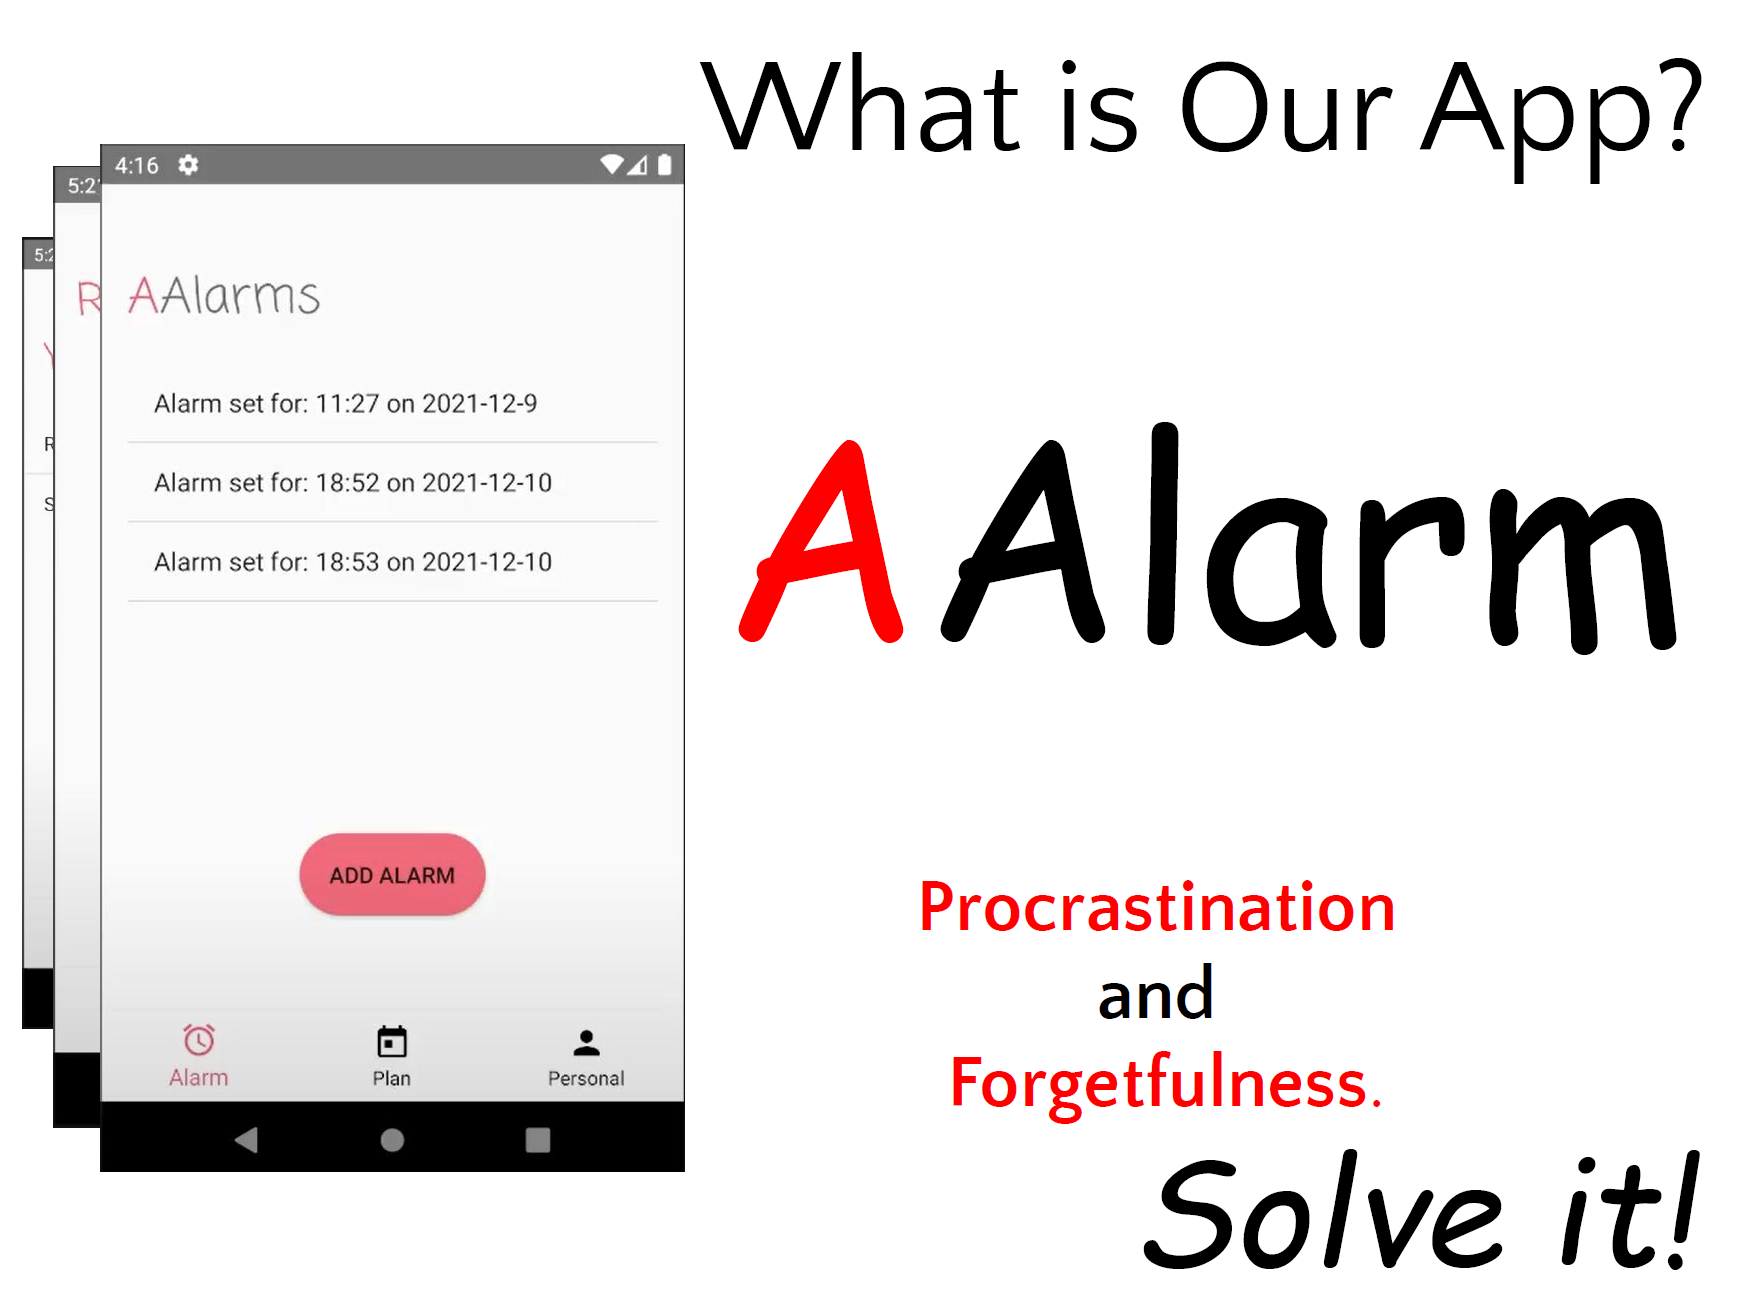 What is Our App?
4:16
5:2
5:2
AAlarms
R
Y
Alarm set for: 11:27 on 2021-12-9
R
Alarm set for: 18:52 on 2021-12-10
S
Alarm set for: 18:53 on 2021-12-10
AAlarm
ADD ALARM
Procrastination
and
Forgetfulness.
Alarm
Plan
Personal
Solve it!